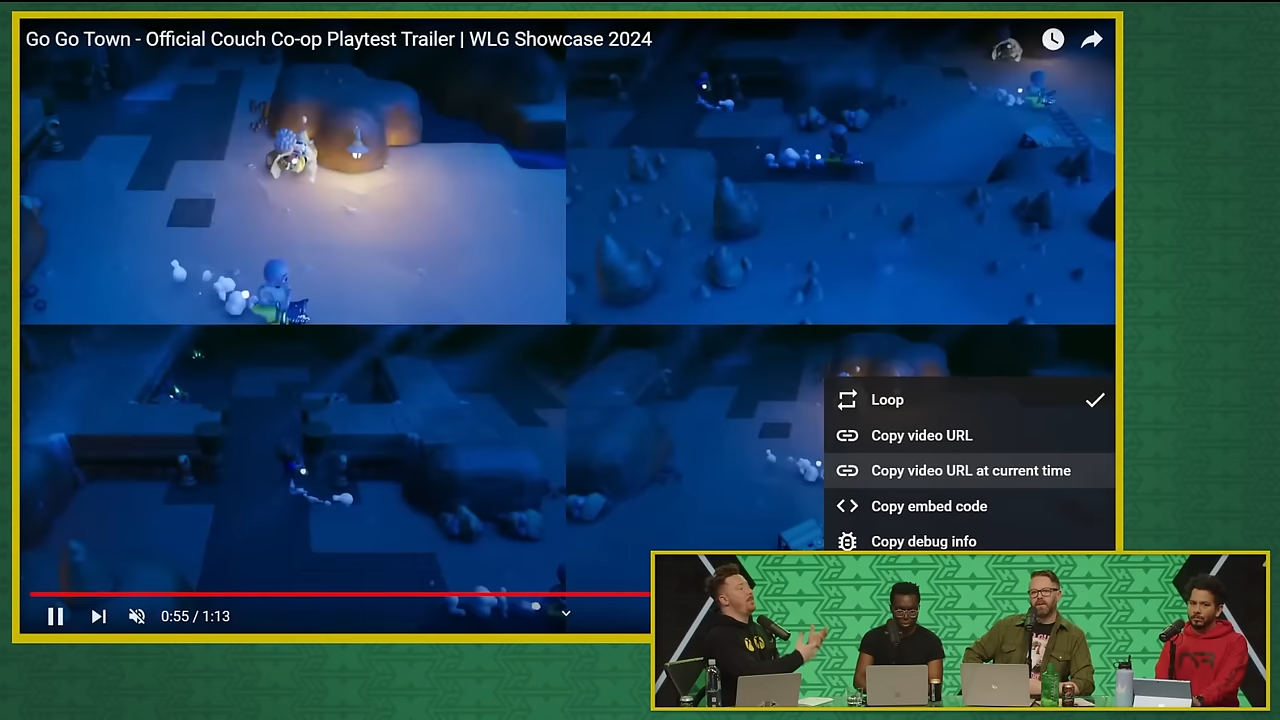 Go Go Town - Official Couch Co-op Playtest Trailer | WLG Showcase 2024
Loop
Copy video URL
Copy video URL at current time
Copy embed code
Copy debug info
0:55 / 1:13